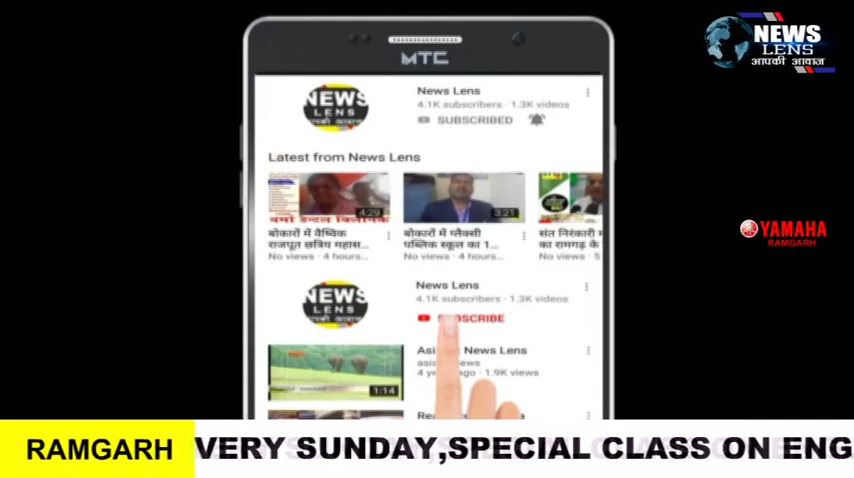 NEWS
LENS
आपकी आवाज
MTC
NEWS
LENS
News Lens
4.1K subscribers · 1.3K videos
SUBSCRIBED
Latest from News Lens
4:29
3:21
बोकारों में वैष्यिक
राजपूत छत्रिय महास...
No views · 4 hours...
बोकारों में ग्लैक्सी
पब्लिक स्कूल का 1...
No views · 4 hours...
संत निरंकारी म
का रामगढ़ के
No views · 5
YAMAHA
RAMGARH
NEWS
LENS
News Lens
4.1K subscribers · 1.3K videos
SUBSCRIBE
News Lens
4 ago · 1.9K views
1:14
RAMGARH
VERY SUNDAY,SPECIAL CLASS ON ENG